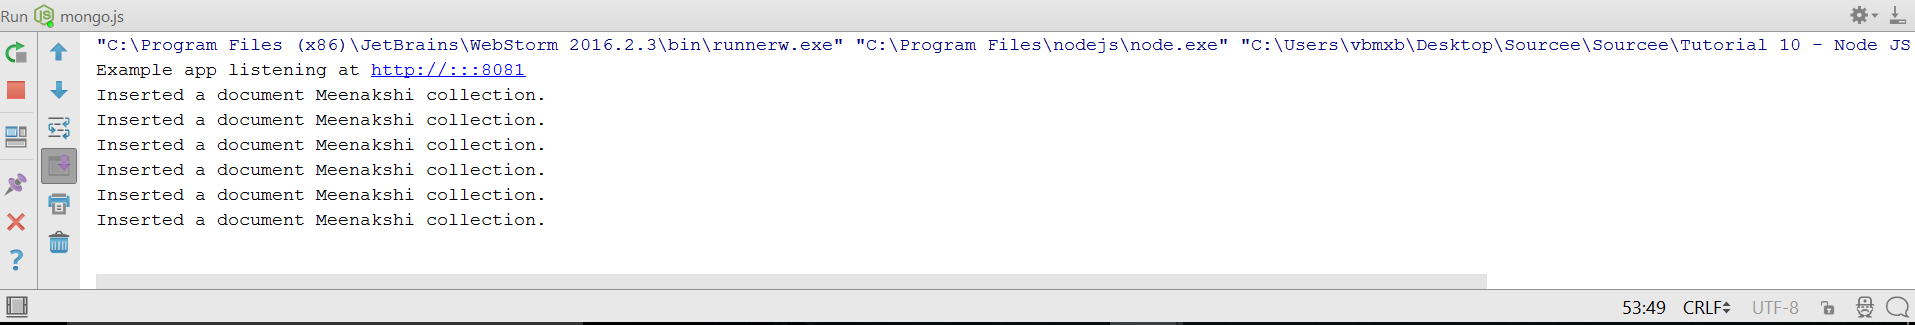 Run mongo.js
"C:\Program Files (x86)\JetBrains\WebStorm 2016.2.3\bin\runnerw.exe" "C:\Program Files\nodejs\node.exe" "C:\Users\vbmxb\Desktop\Sourcee\Sourcee\Tutorial 10 - Node JS
Example app listening at http://:::8081
Inserted a document Meenakshi collection.
Inserted a document Meenakshi collection.
Inserted a document Meenakshi collection.
Inserted a document Meenakshi collection.
Inserted a document Meenakshi collection.
Inserted a document Meenakshi collection.
53:49 CRLF UTF-8